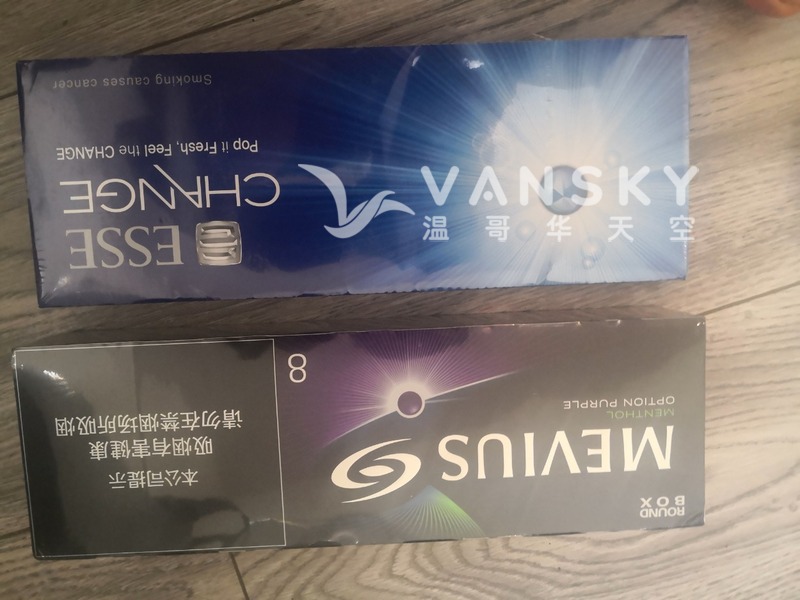 ESSE
CHANGE
Pop it Fresh, Feel the CHANGE
Smoking causes cancer
VANSKY
温哥华天空
ROUND
BOX
MEVIUS
MENTHOL
OPTION PURPLE
8
本公司提示
吸烟有害健康
请勿在禁烟场所吸烟